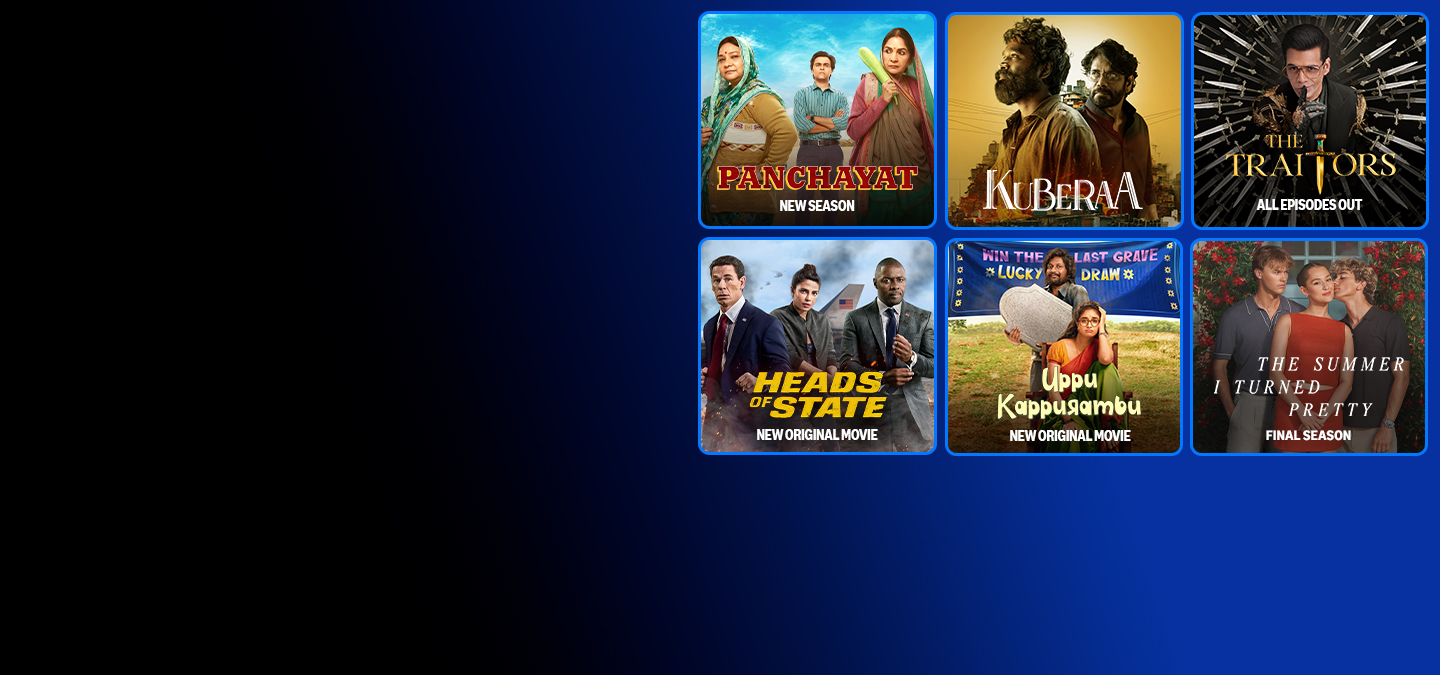 PANCHAYAT
NEW SEASON
KUBERAA
THE
TRAITORS
ALL EPISODES OUT
HEADS
OF STATE
NEW ORIGINAL MOVIE
WIN THE LAST GRAVE
LUCKY DRAW
Uppu
Kappurambu
NEW ORIGINAL MOVIE
THE SUMMER
I TURNED
PRETTY
FINAL SEASON